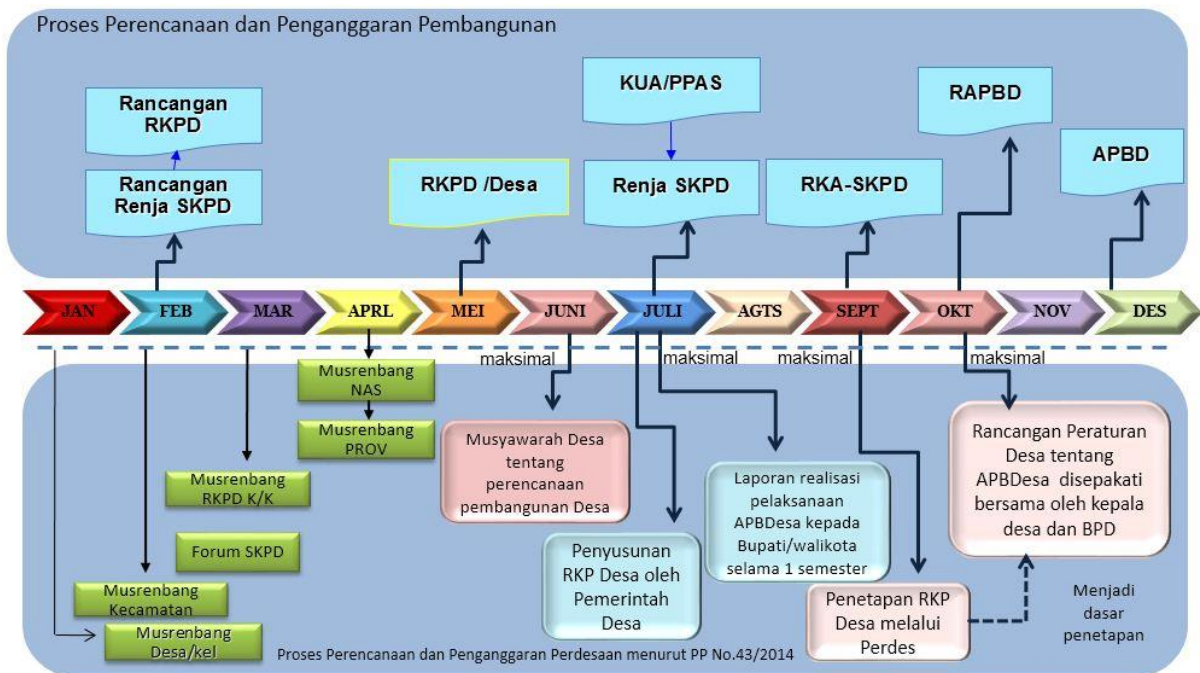 Proses Perencanaan dan Penganggaran Pembangunan
Rancangan
RKPD
Rancangan
Renja SKPD
RKPD /Desa
KUA/PPAS
Renja SKPD
RKA-SKPD
RAPBD
APBD
JAN
FEB
MAR
APRL
MEI
JUNI
JULI
AGTS
SEPT
OKT
NOV
DES
maksimal
maksimal
maksimal
maksimal
Musrenbang
NAS
Musrenbang
PROV
Musrenbang
RKPD K/K
Forum SKPD
Musrenbang
Kecamatan
Musrenbang
Desa/kel
Musyawarah Desa
tentang
perencanaan
pembangunan Desa
Penyusunan
RKP Desa oleh
Pemerintah
Desa
Laporan realisasi
pelaksanaan
APBDesa kepada
Bupati/walikota
selama 1 semester
Penetapan RKP
Desa melalui
Perdes
Rancangan Peraturan
Desa tentang
APBDesa disepakati
bersama oleh kepala
desa dan BPD
Menjadi
dasar
penetapan
Proses Perencanaan dan Penganggaran Perdesaan menurut PP No.43/2014